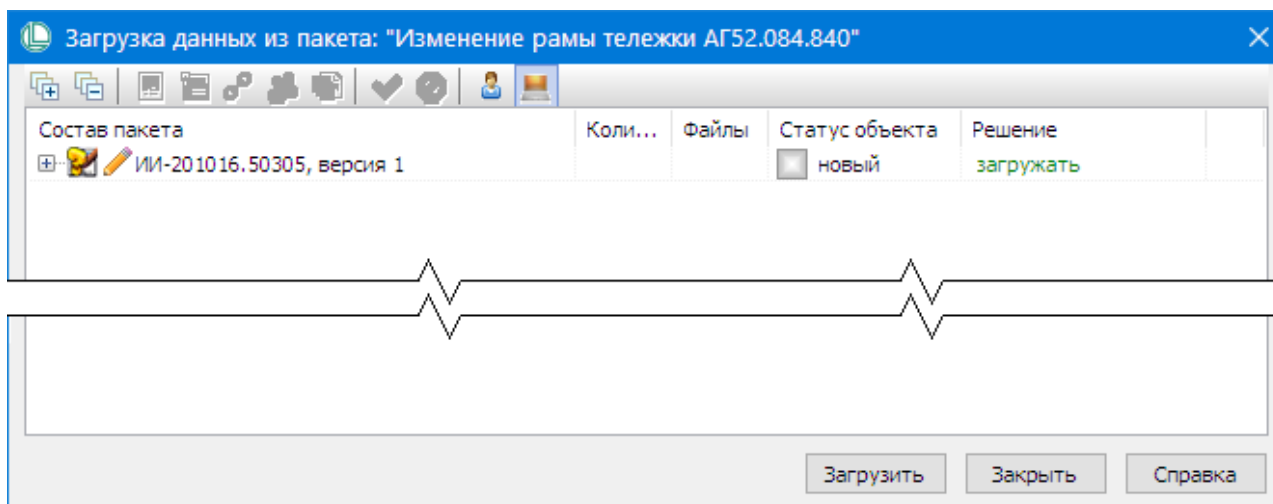 Загрузка данных из пакета: "Изменение рамы тележки АГ52.084.840"
Состав пакета Коли... Файлы Статус объекта Решение
ИИ-201016.50305, версия 1 новый загружать
Загрузить Закрыть Справка